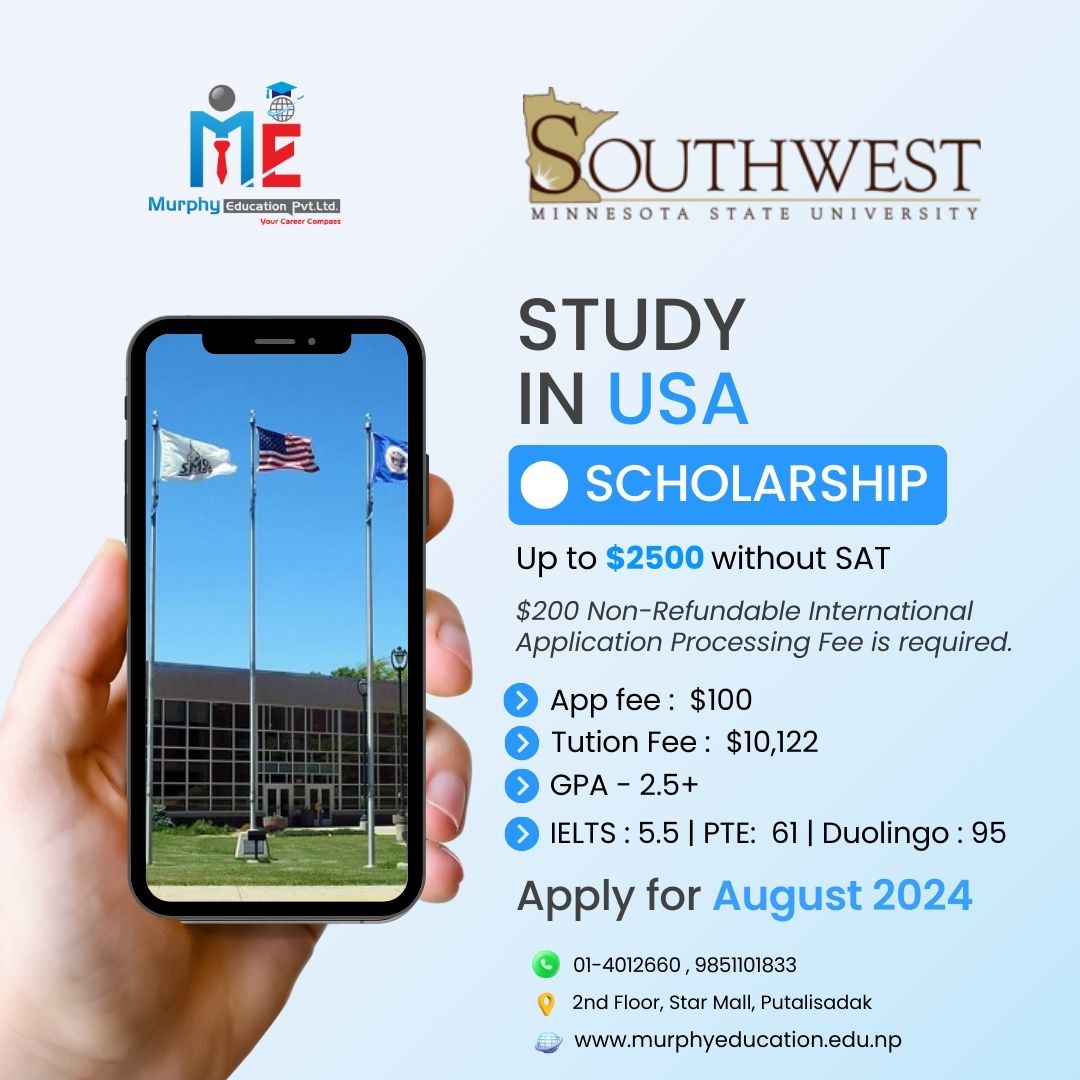 ME
Murphy Education Pvt.Ltd.
Your Career Compass
SOUTHWEST
MINNESOTA STATE UNIVERSITY
SMSU
STUDY
IN USA
SCHOLARSHIP
Up to $2500 without SAT
$200 Non-Refundable International
Application Processing Fee is required.
App fee : $100
Tution Fee : $10,122
GPA - 2.5+
IELTS : 5.5 | PTE: 61 | Duolingo : 95
Apply for August 2024
01-4012660 , 9851101833
2nd Floor, Star Mall, Putalisadak
www.murphyeducation.edu.np